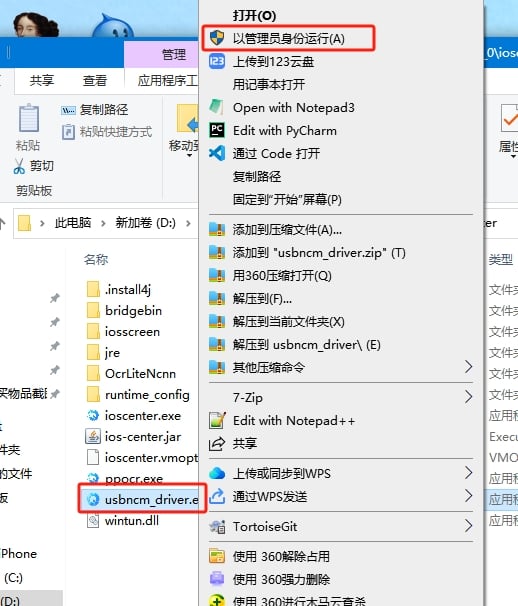 打开(O)
以管理员身份运行(A)
上传到123云盘
用记事本打开
Open with Notepad3
Edit with PyCharm
通过 Code 打开
复制路径
固定到"开始"屏幕(P)
添加到压缩文件(A)...
添加到 "usbncm_driver.zip" (T)
用360压缩打开(Q)
解压到(F)...
解压到当前文件夹(X)
解压到 usbncm_driver\ (E)
其他压缩命令
7-Zip
Edit with Notepad++
共享
上传或同步到WPS
通过WPS发送
TortoiseGit
使用 360解除占用
使用 360强力删除
使用 360进行木马云查杀
管理
_0\iosc
共享
查看
应用程序工
粘贴
复制路径
粘贴快捷方式
剪切
剪贴板
移动到
属性
此电脑
新加卷 (D:)
nter
名称
类型
.install4j
文件夹
bridgebin
文件夹
iosscreen
文件夹
jre
文件夹
OcrLiteNcnn
文件夹
runtime_config
文件夹
ioscenter.exe
应用程
ios-center.jar
Execu
ioscenter.vmopt
VMO
ppocr.exe
应用程
usbncm_driver.e
应用程
wintun.dll
应用程
买物品截
件夹
的文件
板
Phone
(C:)
(D:)